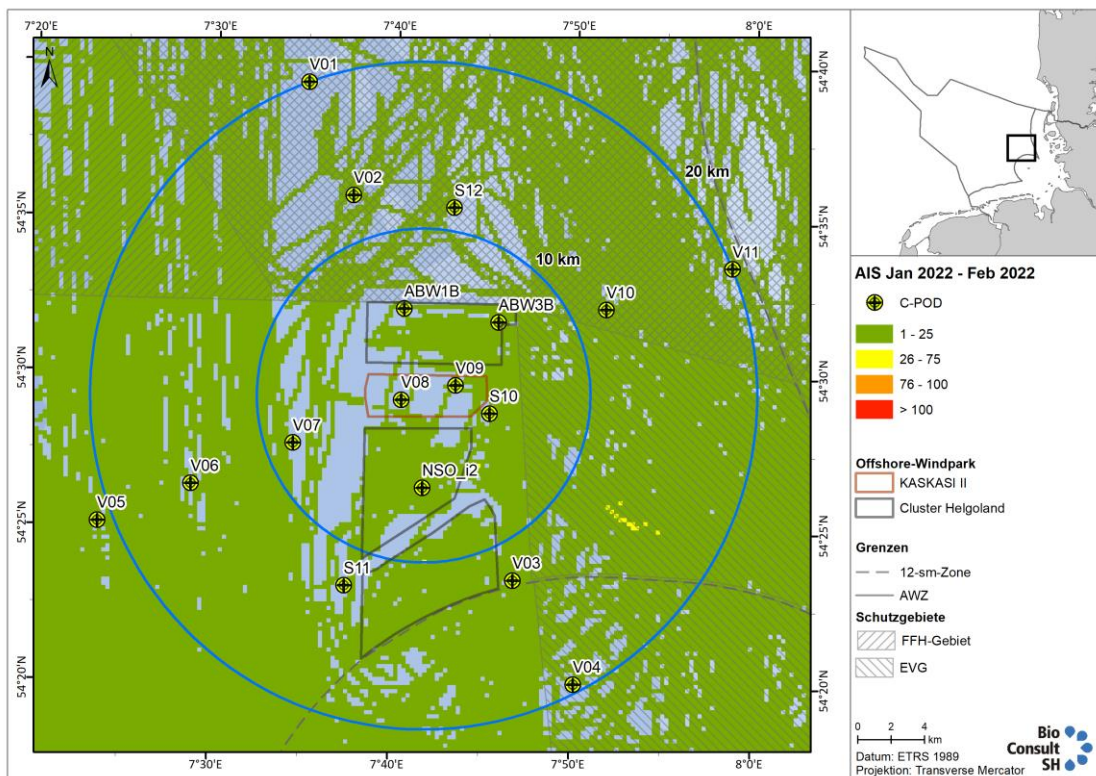 7°20'E
7°30'E
7°40'E
7°50'E
8°0'E
N
V01
54°40'N
54°40'N
20 km
V02
S12
54°35'N
54°35'N
V11
10 km
ABW1B
V10
ABW3B
54°30'N
54°30'N
V09
V08
S10
V07
NSO_i2
V06
V05
54°25'N
54°25'N
S11
V03
V04
54°20'N
54°20'N
7°30'E
7°40'E
7°50'E
8°0'E
AIS Jan 2022 - Feb 2022
C-POD
1 - 25
26 - 75
76 - 100
> 100
Offshore-Windpark
KASKASI II
Cluster Helgoland
Grenzen
12-sm-Zone
AWZ
Schutzgebiete
FFH-Gebiet
EVG
0 2 4
km
Datum: ETRS 1989
Projektion: Transverse Mercator
Bio
Consult
SH